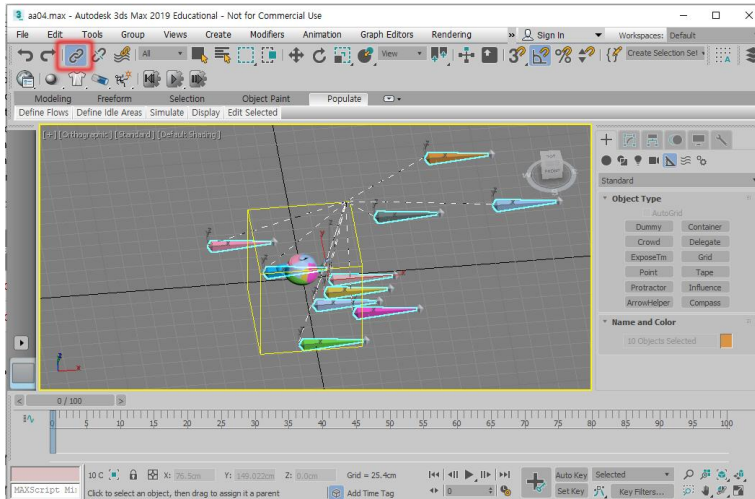 aa04.max - Autodesk 3ds Max 2019 Educational - Not for Commercial Use
File Edit Tools Group Views Create Modifiers Animation Graph Editors Rendering » Sign In Workspaces: Default
All View Create Selection Set
Modeling Freeform Selection Object Paint Populate
Define Flows Define Idle Areas Simulate Display Edit Selected
[+] [Orthographic] [Standard] [Default Shading]
TOP
FRONT
Standard
Object Type
AutoGrid
Dummy Container
Crowd Delegate
ExposeTm Grid
Point Tape
Protractor Influence
ArrowHelper Compass
Name and Color
10 Objects Selected
z
x
y
< 0 / 100 >
0 5 10 15 20 25 30 35 40 45 50 55 60 65 70 75 80 85 90 95 100
10 C X: 76.5cm Y: 149.022cm Z: 0.0cm Grid = 25.4cm Auto Key Selected
MAXScript Mi: Click to select an object, then drag to assign it a parent Add Time Tag 0 Set Key Key Filters...